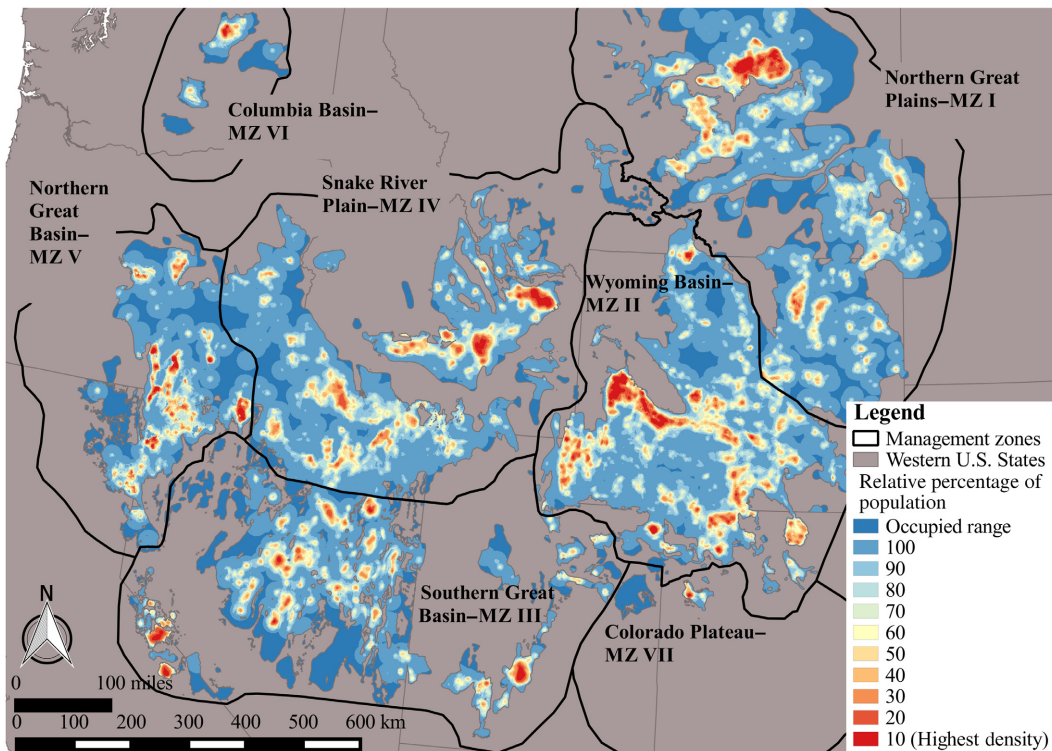 Columbia Basin–
MZ VI
Northern Great
Plains–MZ I
Northern
Great
Basin–
MZ V
Snake River
Plain–MZ IV
Wyoming Basin–
MZ II
Southern Great
Basin–MZ III
Colorado Plateau–
MZ VII
N
0 100 miles
0 100 200 300 400 600 km
Legend
Management zones
Western U.S. States
Relative percentage of
population
Occupied range
100
90
80
70
60
50
40
30
20
10 (Highest density)